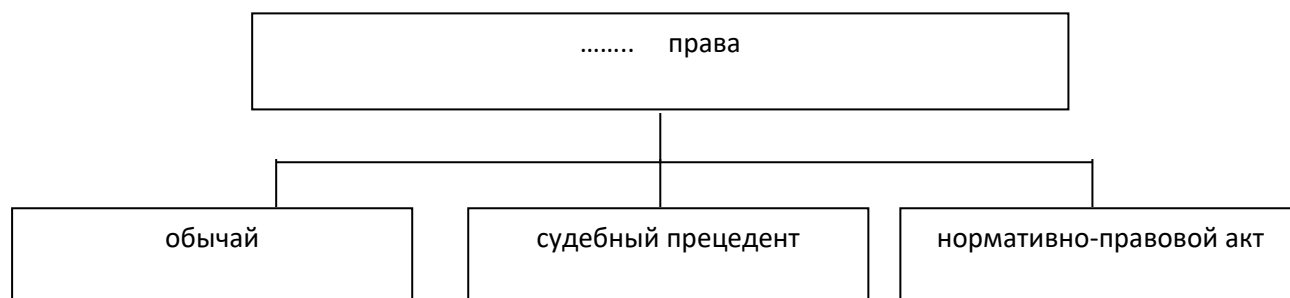 ........ права
обычай
судебный прецедент
нормативно-правовой акт